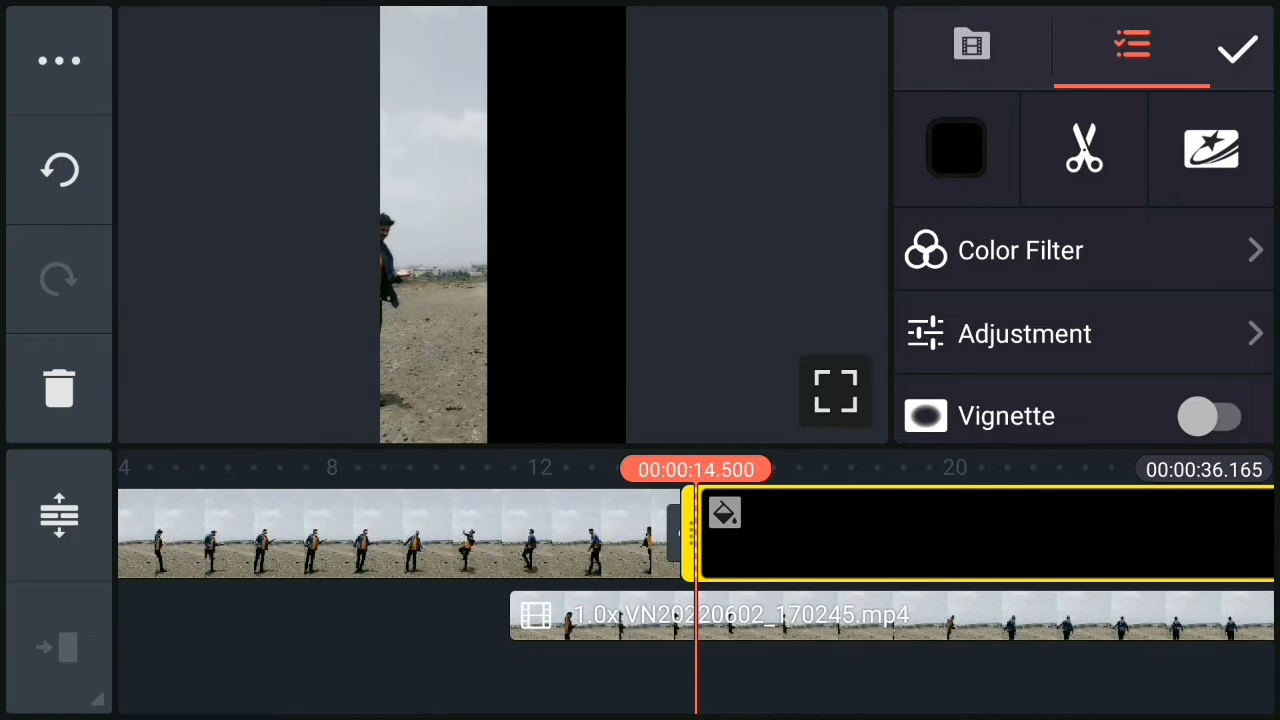 Color Filter
Adjustment
Vignette
4
8
12
00:00:14.500
20
00:00:36.165
1.0x VN20220602_170245.mp4